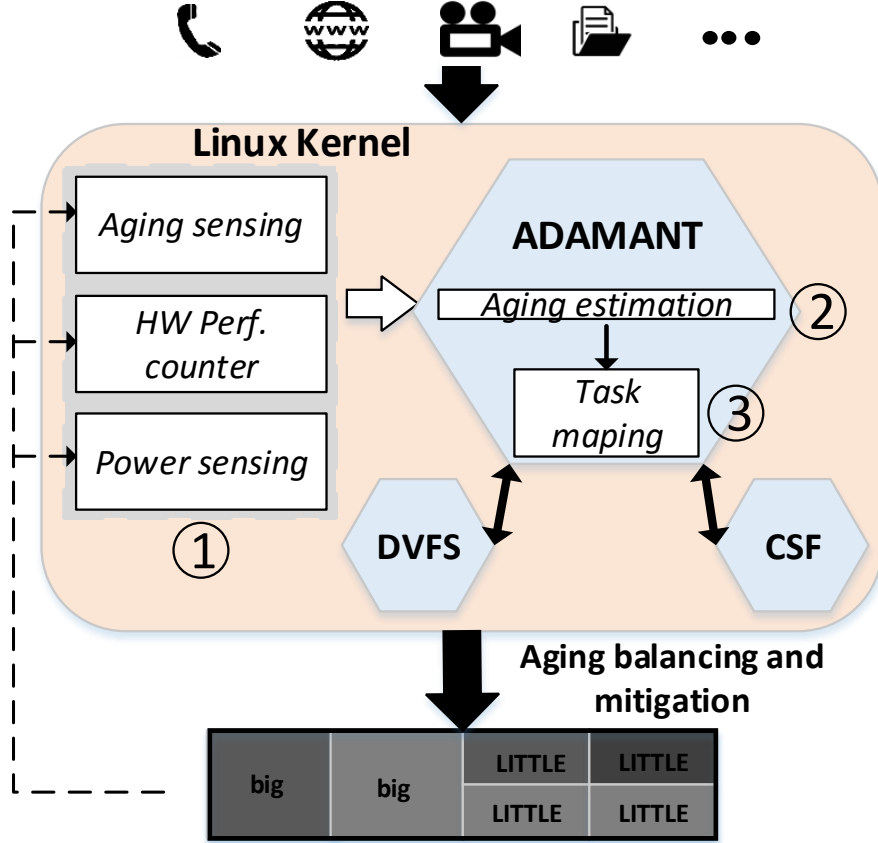 www
Linux Kernel
Aging sensing
HW Perf.
counter
Power sensing
1
ADAMANT
Aging estimation
2
Task
maping
3
DVFS
CSF
Aging balancing and
mitigation
big
big
LITTLE
LITTLE
LITTLE
LITTLE